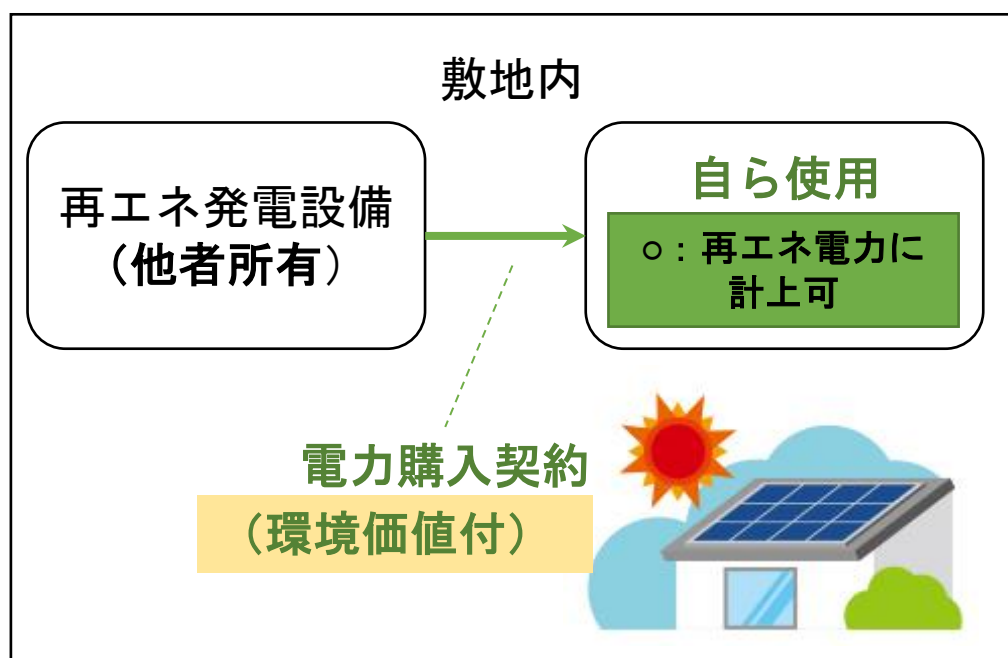 敷地内
再エネ発電設備
（他者所有）
自ら使用
○：再エネ電力に
計上可
電力購入契約
（環境価値付）